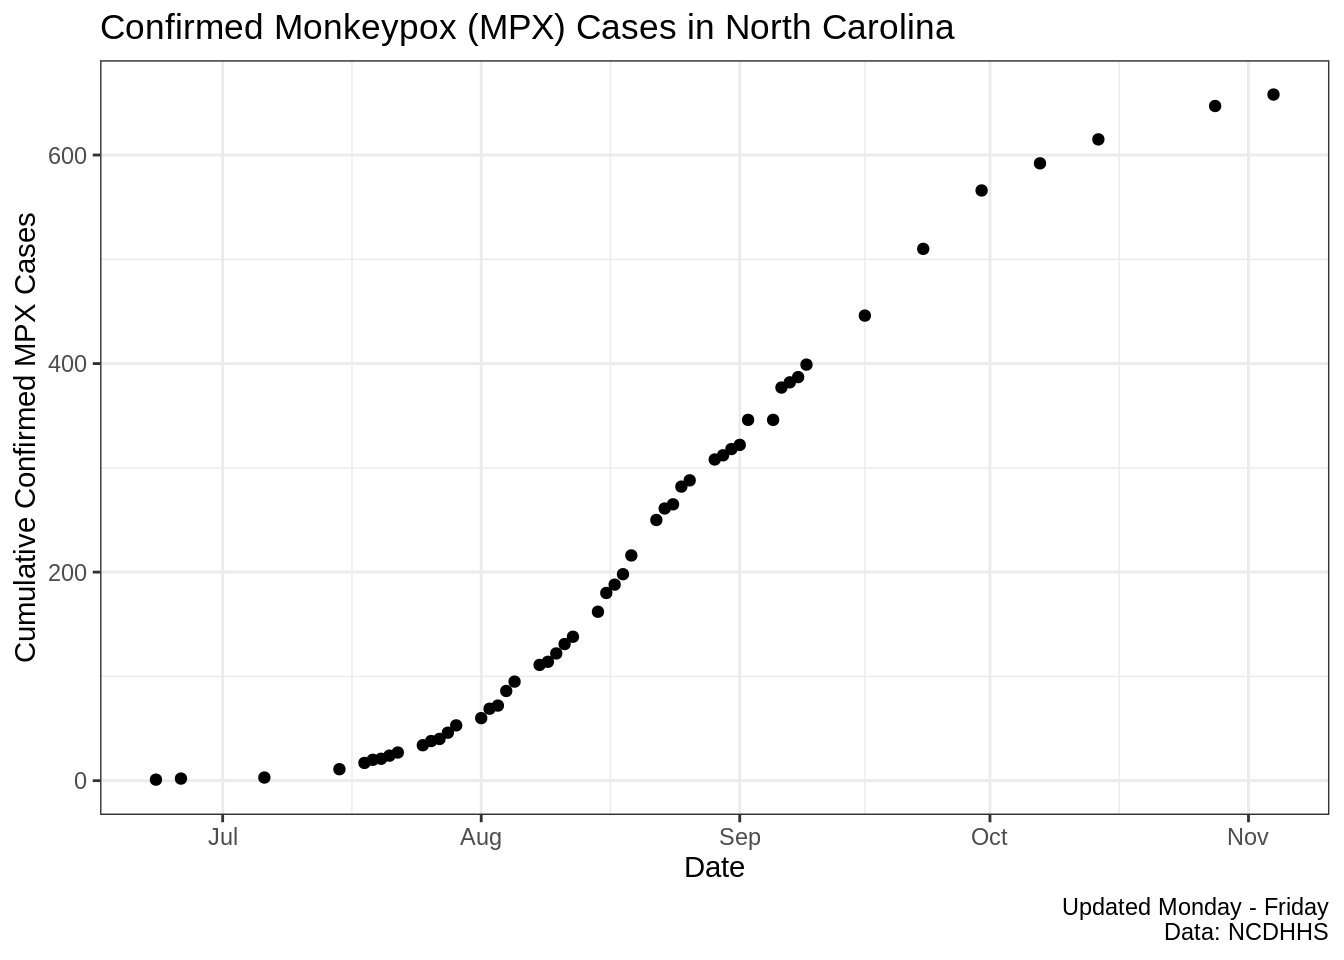 Confirmed Monkeypox (MPX) Cases in North Carolina
Cumulative Confirmed MPX Cases
600
400
200
0
Jul Aug Sep Oct Nov
Date
Updated Monday - Friday
Data: NCDHHS